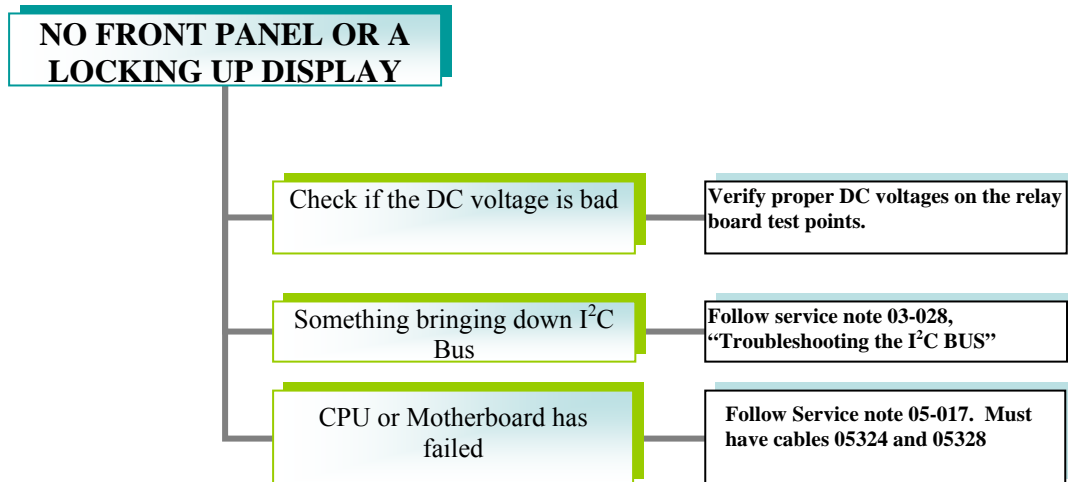 NO FRONT PANEL OR A
LOCKING UP DISPLAY
Check if the DC voltage is bad
Verify proper DC voltages on the relay
board test points.
Something bringing down I²C
Bus
Follow service note 03-028,
“Troubleshooting the I²C BUS”
CPU or Motherboard has
failed
Follow Service note 05-017.  Must
have cables 05324 and 05328